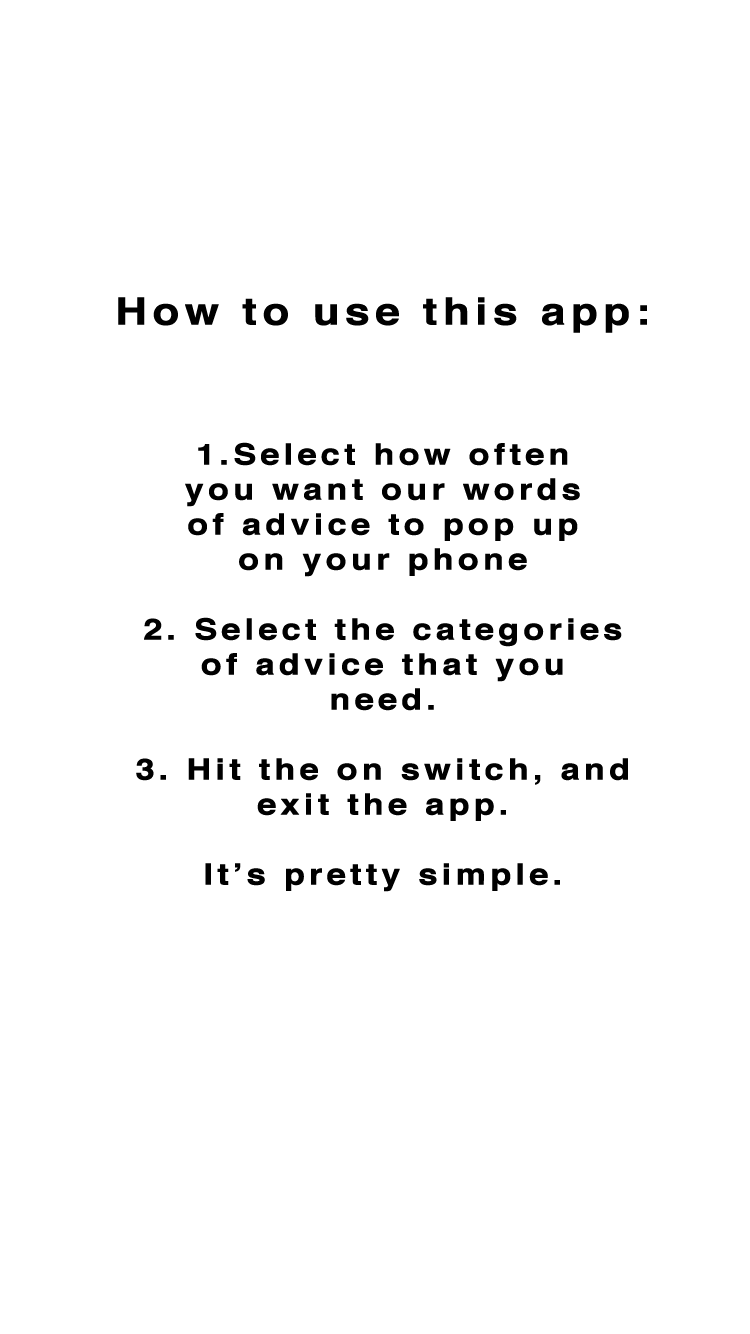 How to use this app:
1.Select how often
you want our words
of advice to pop up
on your phone
2. Select the categories
of advice that you
need.
3. Hit the on switch, and
exit the app.
It’s pretty simple.